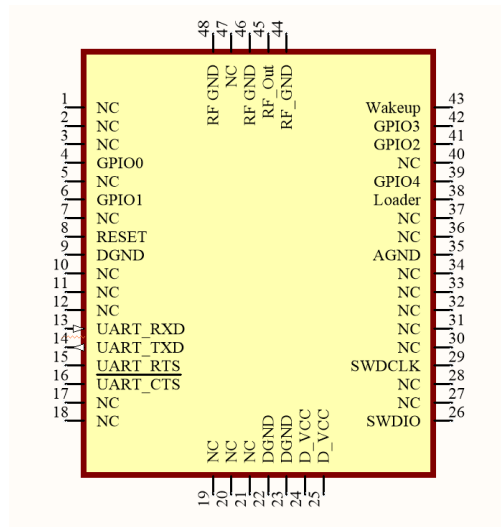 48 47 46 45 44
RF GND
NC
RF GND
RF_Out
RF_GND
1 NC Wakeup 43
2 NC GPIO3 42
3 NC GPIO2 41
4 GPIO0 NC 40
5 NC GPIO4 39
6 GPIO1 Loader 38
7 NC NC 37
8 RESET NC 36
9 DGND AGND 35
10 NC NC 34
11 NC NC 33
12 NC NC 32
13 UART_RXD NC 31
14 UART_TXD NC 30
15 UART_RTS SWDCLK 29
16 UART_CTS NC 28
17 NC NC 27
18 NC SWDIO 26
NC
NC
NC
DGND
DGND
D_VCC
D_VCC
19 20 21 22 23 24 25